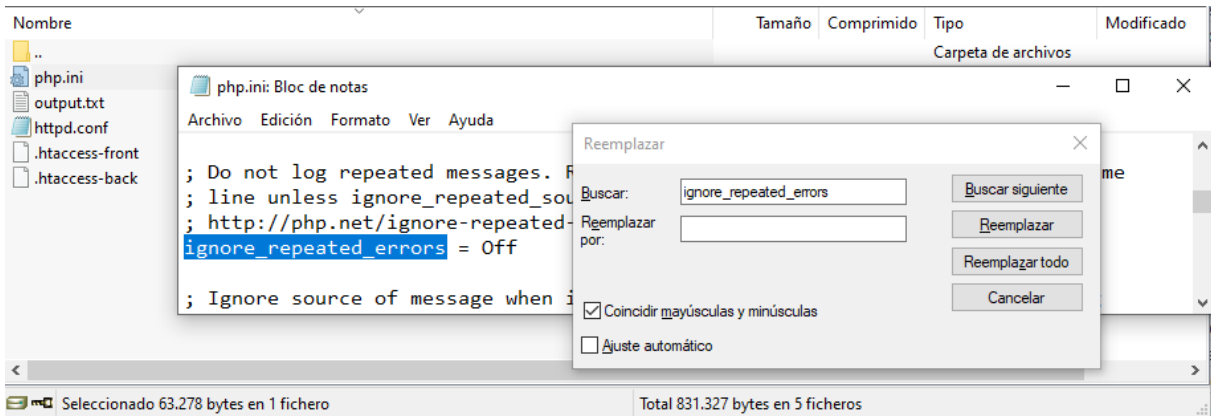 Nombre Tamaño Comprimido Tipo Modificado
.. Carpeta de archivos
php.ini
output.txt
httpd.conf
.htaccess-front
.htaccess-back
php.ini: Bloc de notas
Archivo Edición Formato Ver Ayuda
; Do not log repeated messages. me
; line unless ignore_repeated_
; http://php.net/ignore-repeated-
ignore_repeated_errors = Off
; Ignore source of message when
Reemplazar
Buscar: ignore_repeated_errors Buscar siguiente
Reemplazar por: Reemplazar
Reemplazar todo
Cancelar
Coincidir mayúsculas y minúsculas
Ajuste automático
Seleccionado 63.278 bytes en 1 fichero Total 831.327 bytes en 5 ficheros